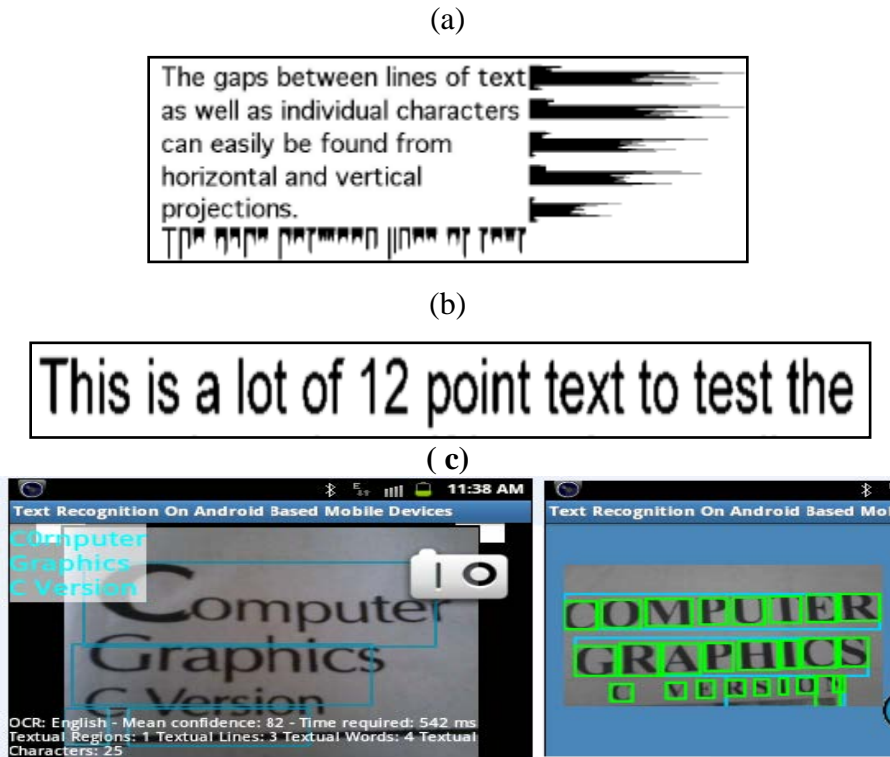 (a)
The gaps between lines of text
as well as individual characters
can easily be found from
horizontal and vertical
projections.
(b)
This is a lot of 12 point text to test the
( c)
11:38 AM
Text Recognition On Android Based Mobile Devices
C0rnputer
Graphics
C Version
Computer
Graphics
C Version
OCR: English - Mean confidence: 82 - Time required: 542 ms
Textual Regions: 1 Textual Lines: 3 Textual Words: 4 Textual
Characters: 25
Text Recognition On Android Based Mo
COMPUTER
GRAPHICS
C VERSION